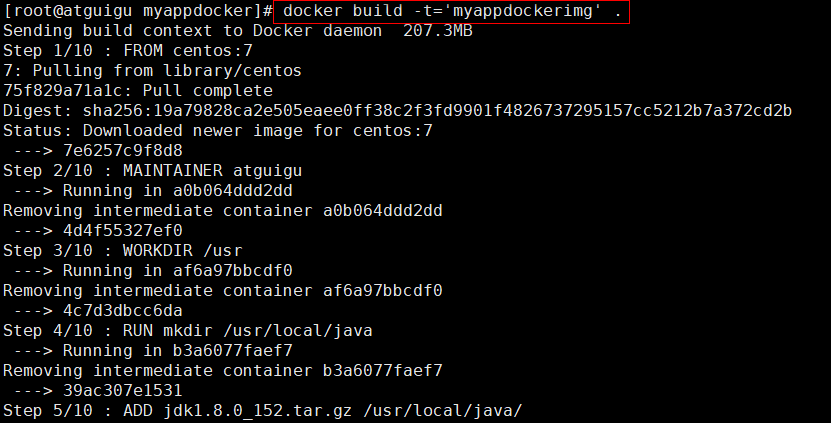 [root@atguigu myappdocker]# docker build -t='myappdockerimg' .
Sending build context to Docker daemon  207.3MB
Step 1/10 : FROM centos:7
7: Pulling from library/centos
75f829a71a1c: Pull complete
Digest: sha256:19a79828ca2e505eaee0ff38c2f3fd9901f4826737295157cc5212b7a372cd2b
Status: Downloaded newer image for centos:7
 ---> 7e6257c9f8d8
Step 2/10 : MAINTAINER atguigu
 ---> Running in a0b064ddd2dd
Removing intermediate container a0b064ddd2dd
 ---> 4d4f55327ef0
Step 3/10 : WORKDIR /usr
 ---> Running in af6a97bbcdf0
Removing intermediate container af6a97bbcdf0
 ---> 4c7d3dbcc6da
Step 4/10 : RUN mkdir /usr/local/java
 ---> Running in b3a6077faef7
Removing intermediate container b3a6077faef7
 ---> 39ac307e1531
Step 5/10 : ADD jdk1.8.0_152.tar.gz /usr/local/java/